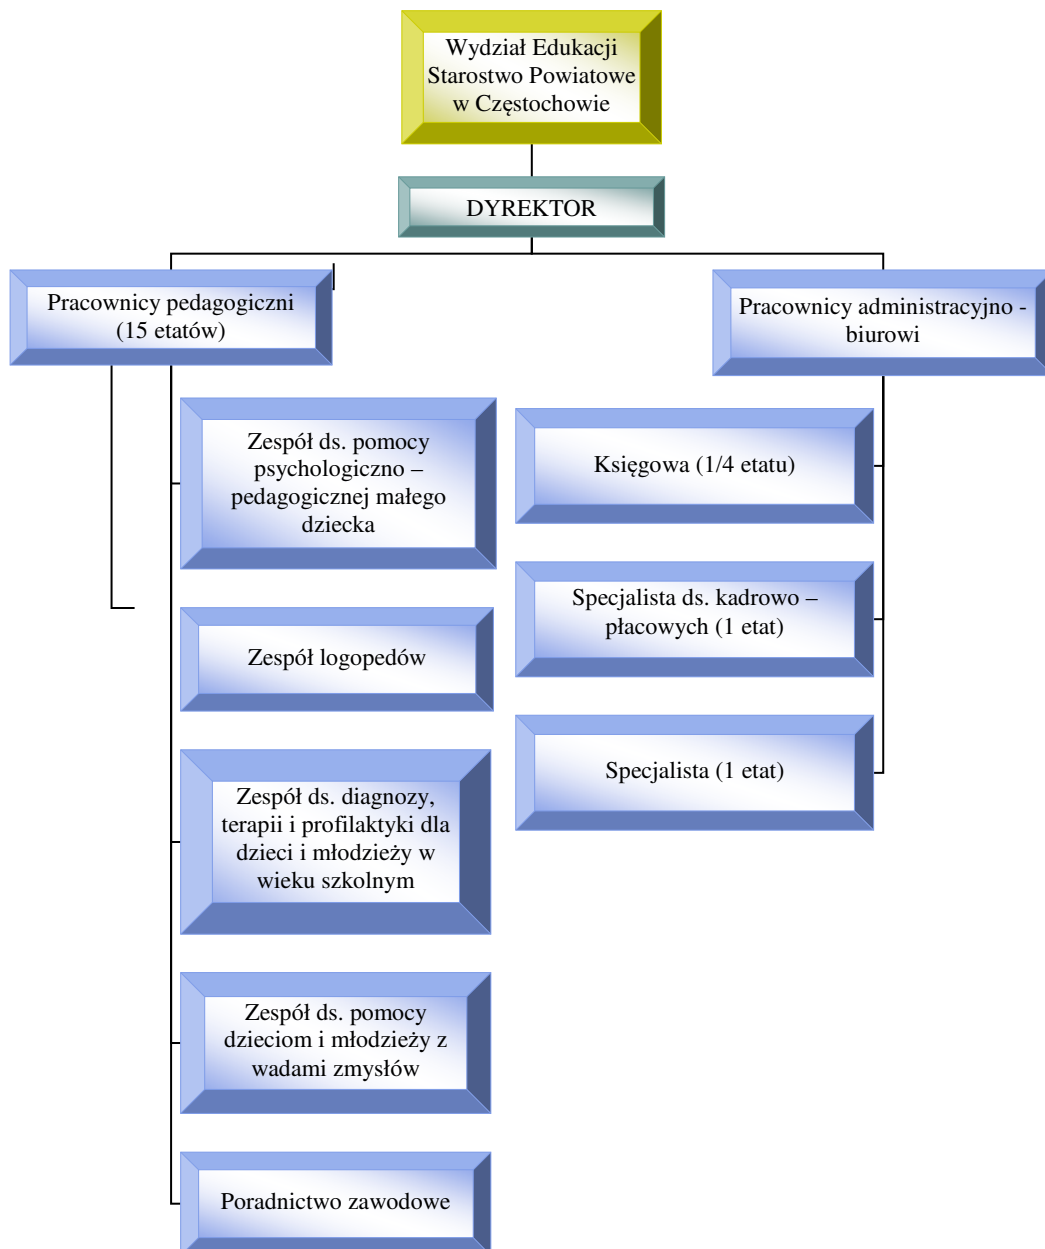 Wydział Edukacji
Starostwo Powiatowe
w Częstochowie
DYREKTOR
Pracownicy pedagogiczni
(15 etatów)
Pracownicy administracyjno -
biurowi
Zespół ds. pomocy
psychologiczno –
pedagogicznej małego
dziecka
Zespół logopedów
Zespół ds. diagnozy,
terapii i profilaktyki dla
dzieci i młodzieży w
wieku szkolnym
Zespół ds. pomocy
dzieciom i młodzieży z
wadami zmysłów
Poradnictwo zawodowe
Księgowa (1/4 etatu)
Specjalista ds. kadrowo –
płacowych (1 etat)
Specjalista (1 etat)